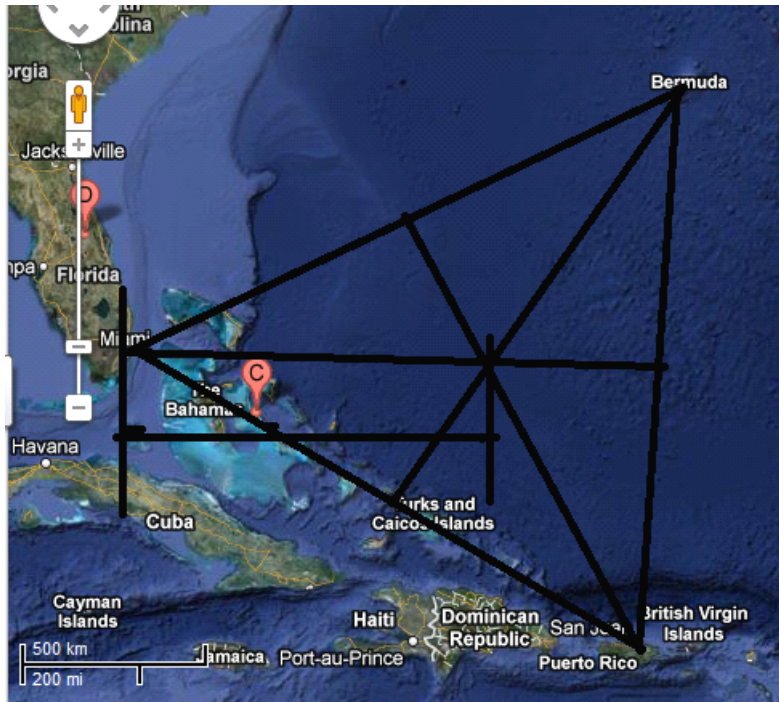 olina
orgia
Bermuda
Jacksonville
D
mpa
Florida
Miami
C
The
Bahamas
Havana
Turks and
Caicos Islands
Cuba
Cayman
Islands
Haiti
Dominican
Republic
San Juan
British Virgin
Islands
500 km
200 mi
Jamaica
Port-au-Prince
Puerto Rico